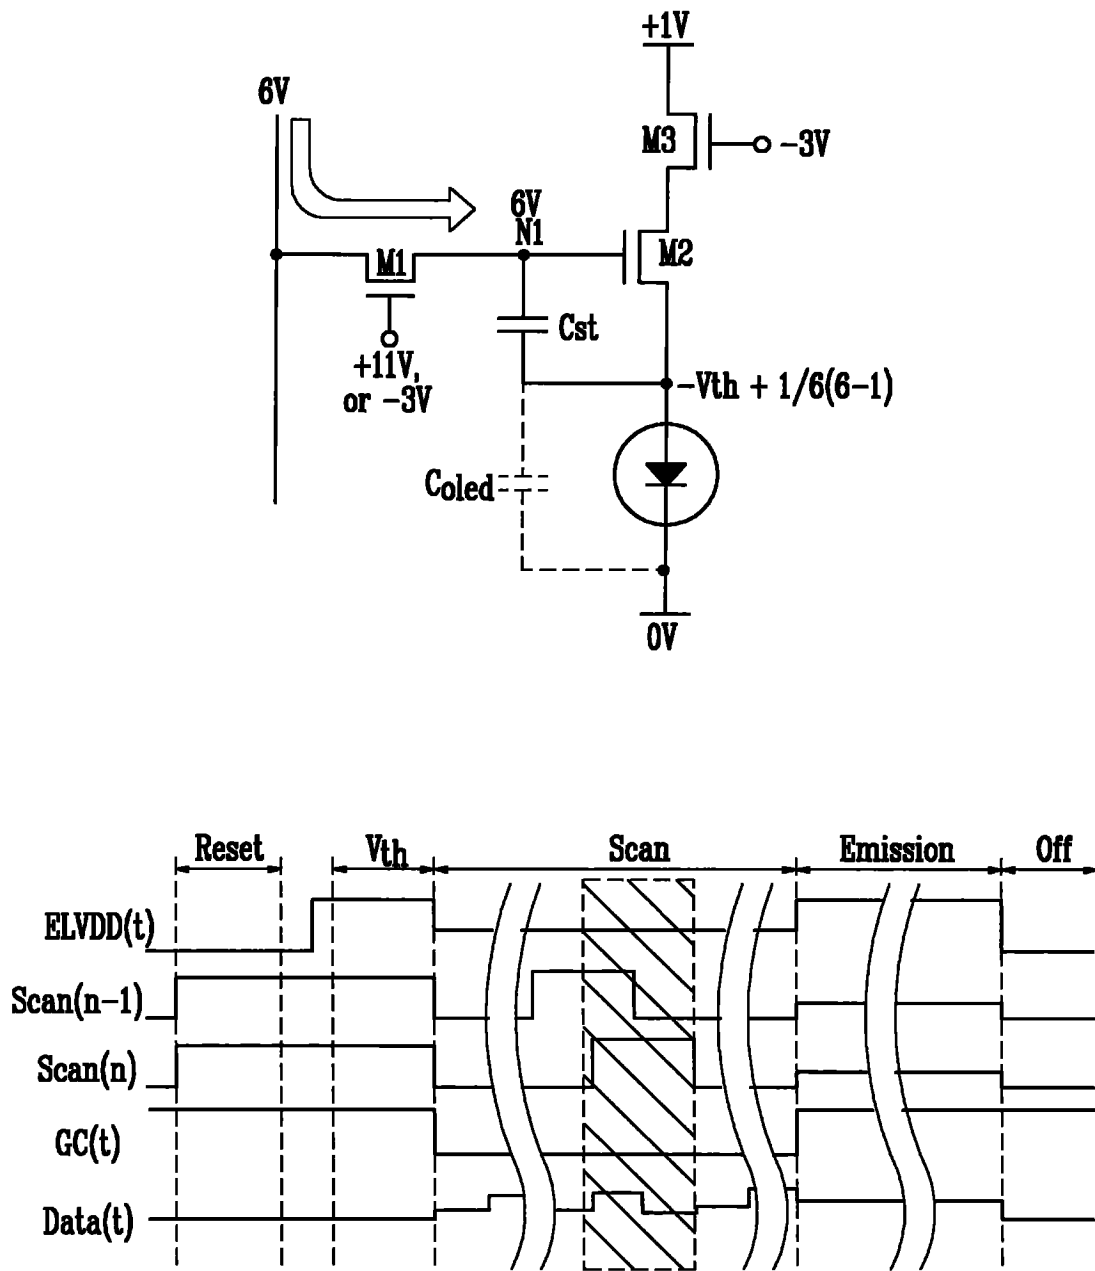 +1V
6V
M3
-3V
6V
N1
M1
M2
Cst
+11V,
or -3V
-Vth + 1/6(6-1)
Coled
0V
Reset
Vth
Scan
Emission
Off
ELVDD(t)
Scan(n-1)
Scan(n)
GC(t)
Data(t)